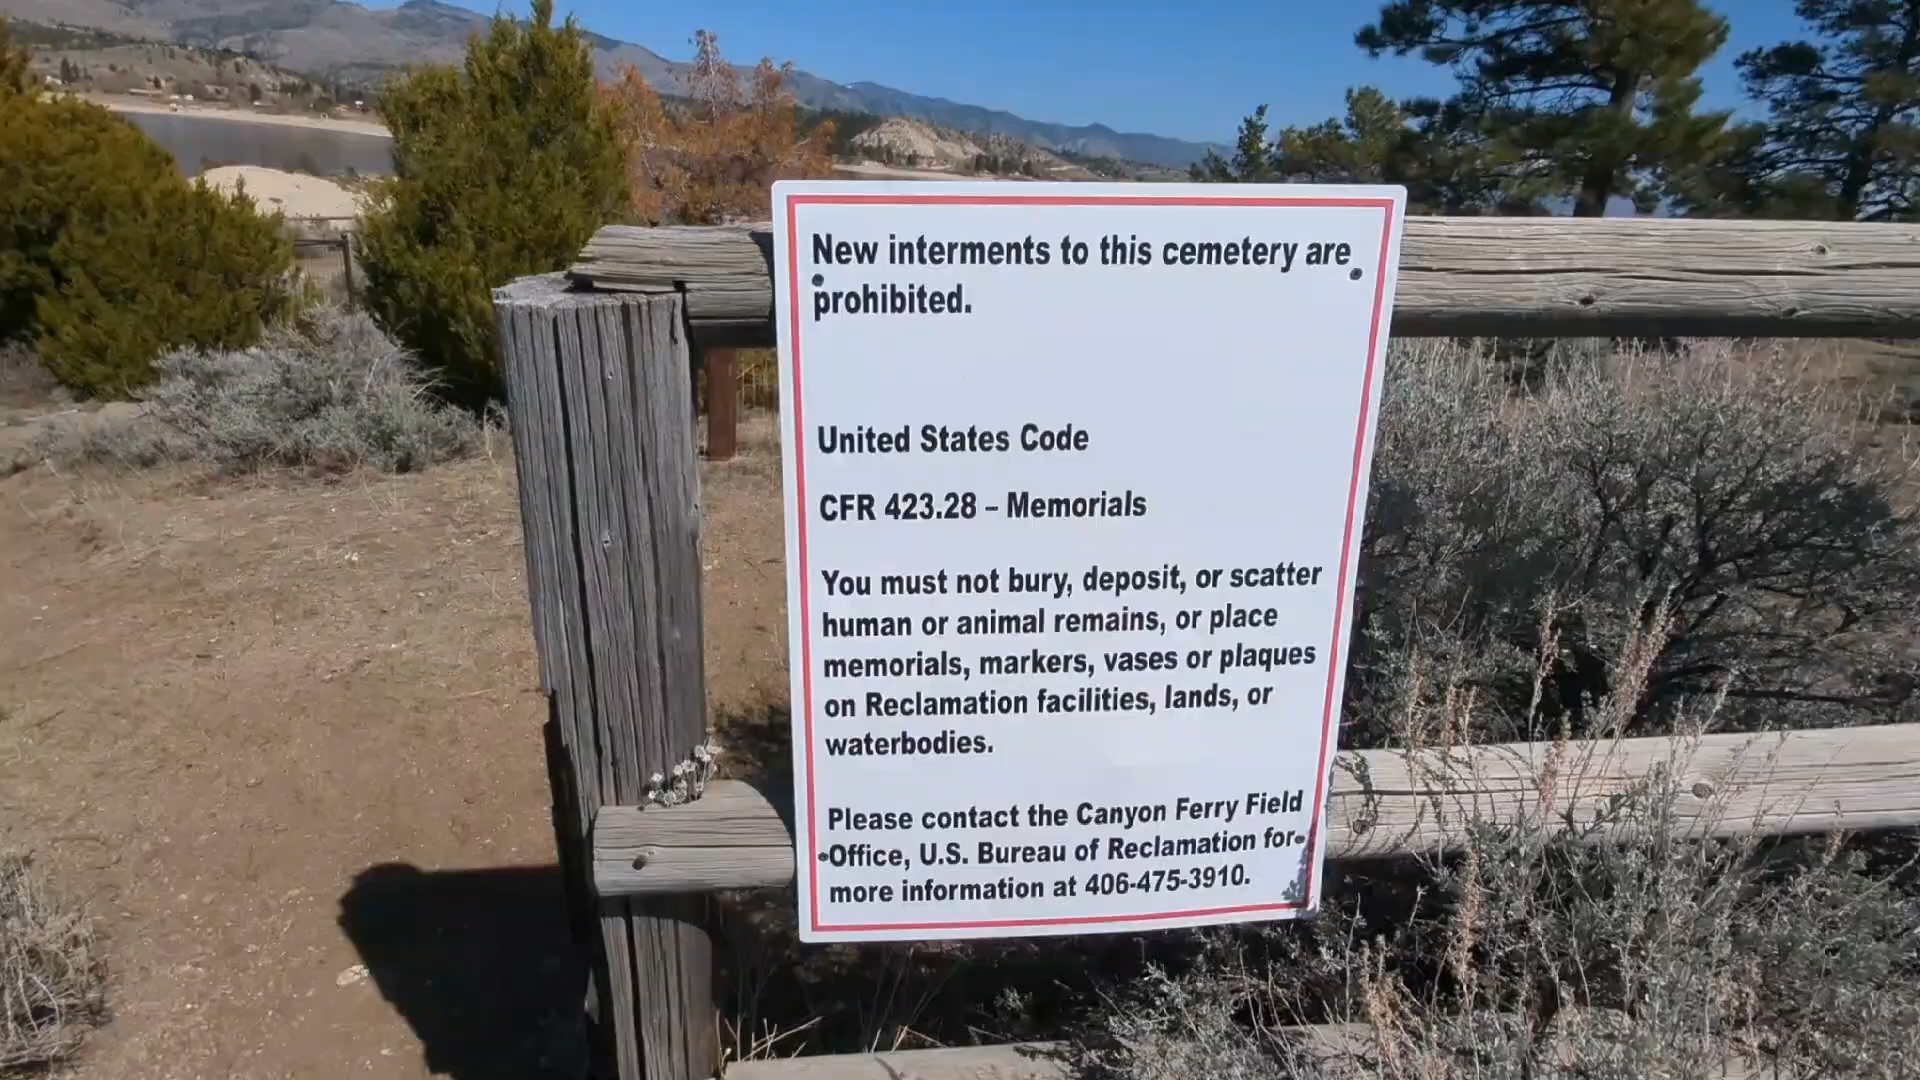 New interments to this cemetery are
prohibited.
United States Code
CFR 423.28 – Memorials
You must not bury, deposit, or scatter
human or animal remains, or place
memorials, markers, vases or plaques
on Reclamation facilities, lands, or
waterbodies.
Please contact the Canyon Ferry Field
Office, U.S. Bureau of Reclamation for
more information at 406-475-3910.